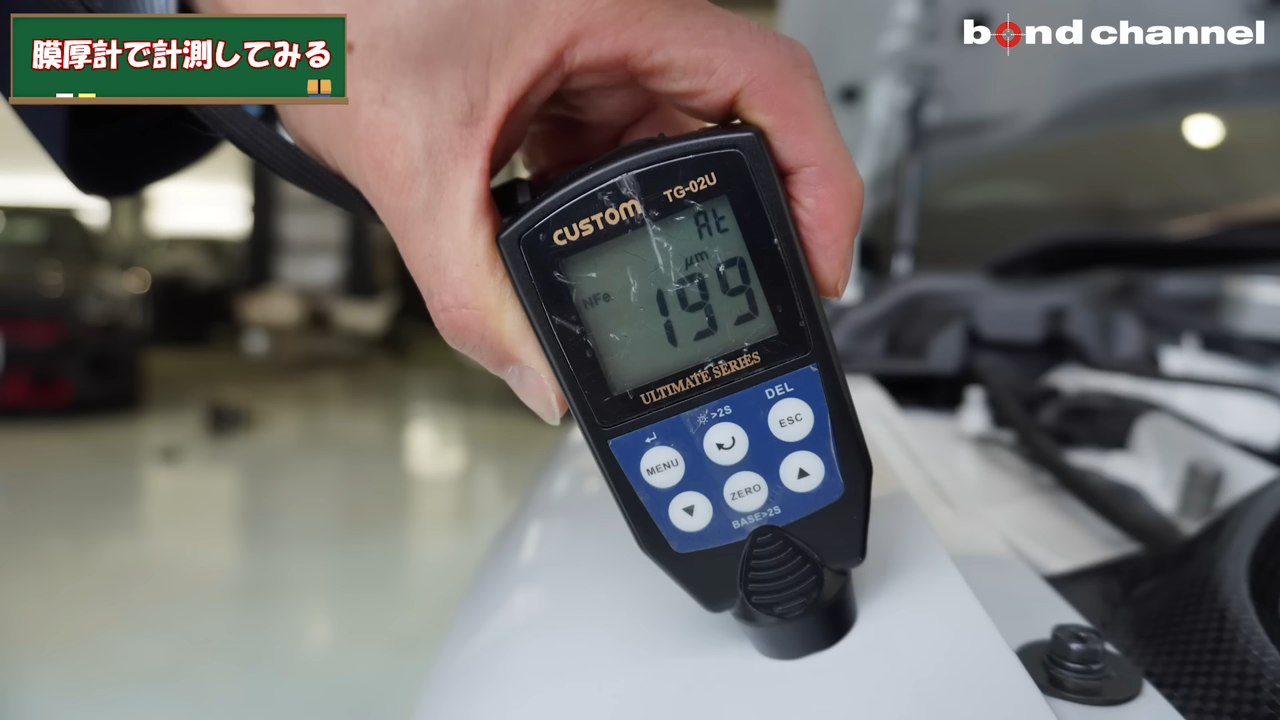 膜厚計で計測してみる
bond channel
CUSTOM TG-02U
At
μm
NFe 199
ULTIMATE SERIES
>2S DEL
MENU ESC
ZERO
BASE>2S